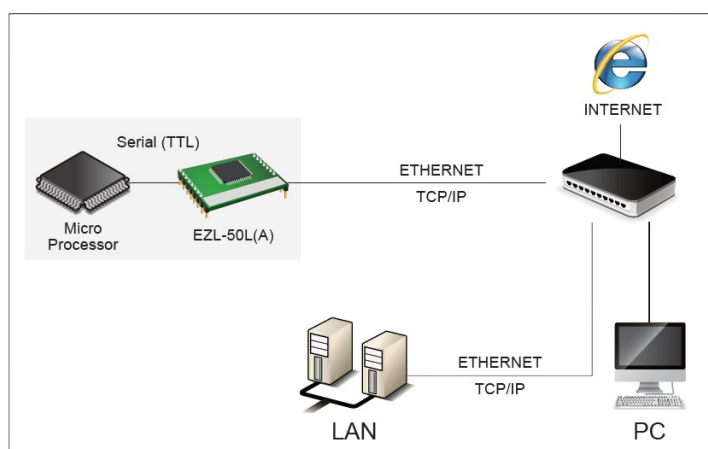 INTERNET
Serial (TTL)
ETHERNET
TCP/IP
Micro
Processor
EZL-50L(A)
ETHERNET
TCP/IP
LAN
PC